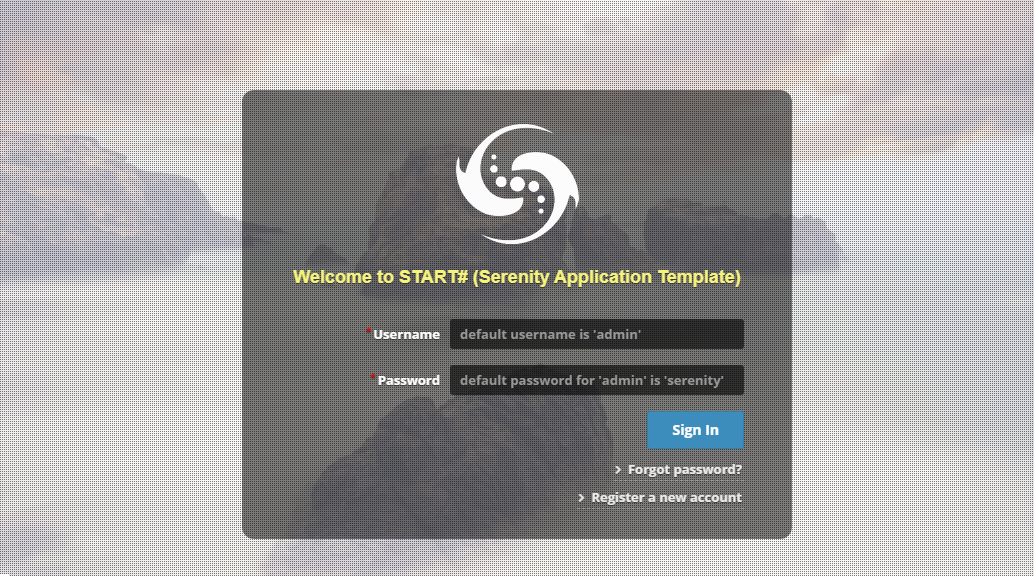 Welcome to START# (Serenity Application Template)
*Username
default username is 'admin'
*Password
default password for 'admin' is 'serenity'
Sign In
Forgot password?
Register a new account